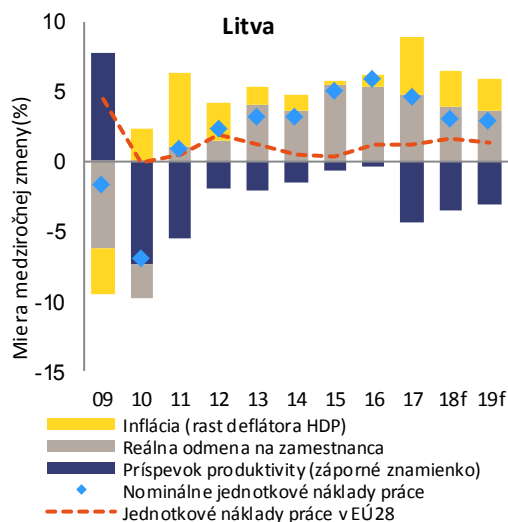 Litva
Miera medziročnej zmeny(%)
10
5
0
-5
-10
-15
09 10 11 12 13 14 15 16 17 18f 19f
Inflácia (rast deflátora HDP)
Reálna odmena na zamestnanca
Príspevok produktivity (záporné znamienko)
Nominálne jednotkové náklady práce
Jednotkové náklady práce v EÚ28